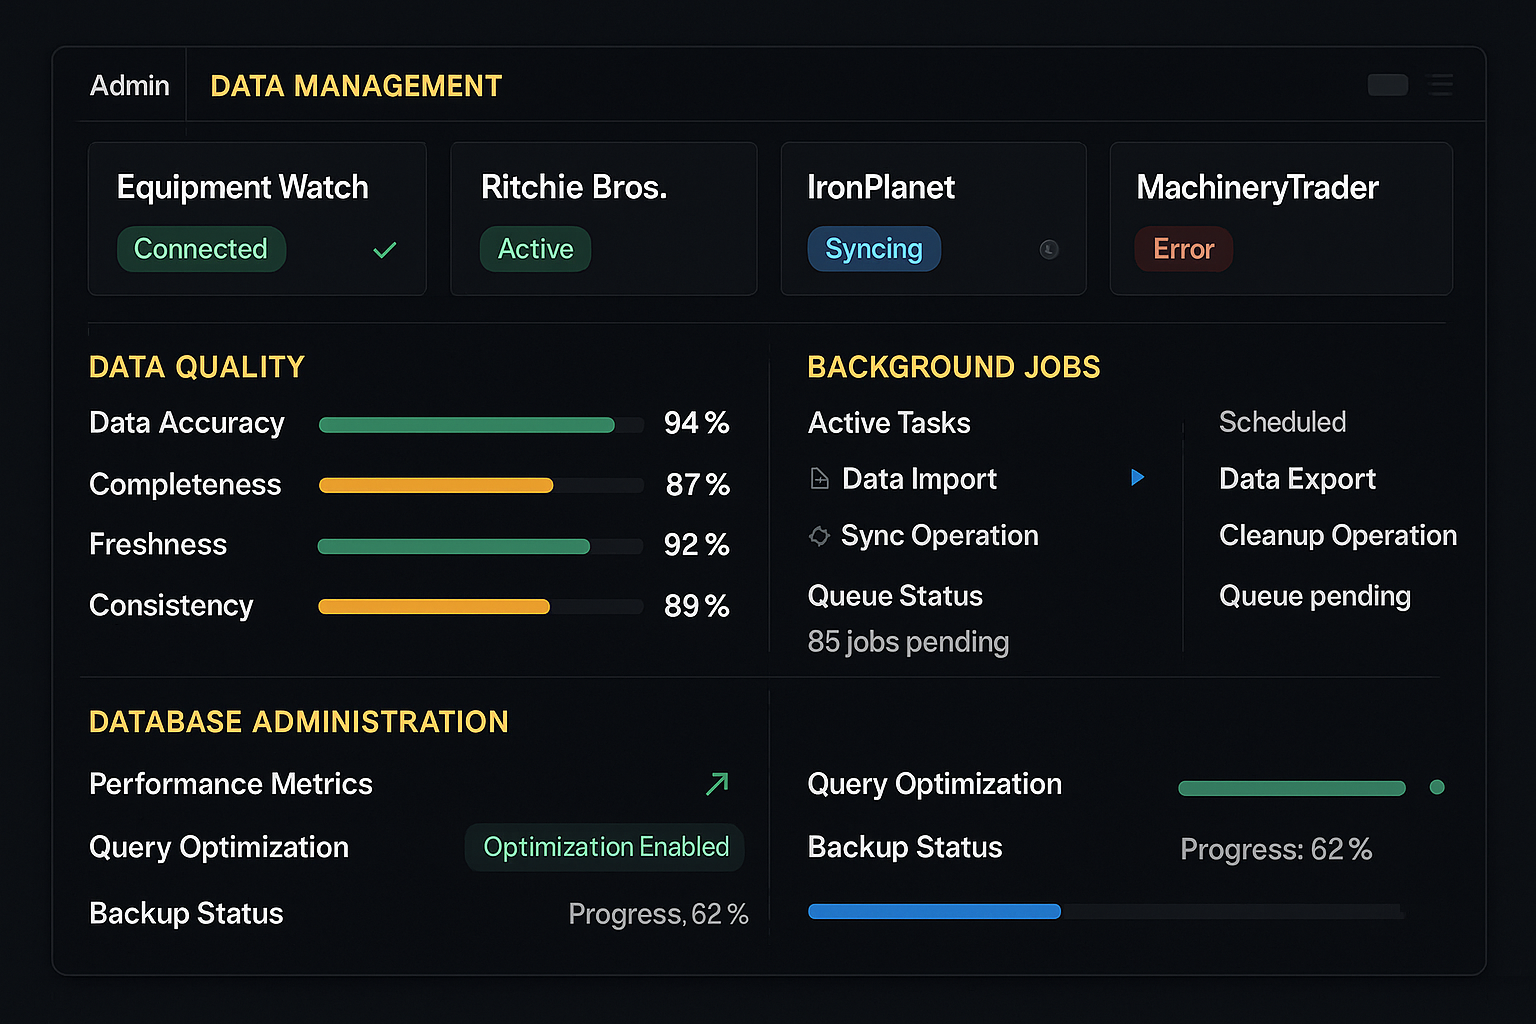 Admin
DATA MANAGEMENT
Equipment Watch
Connected
Ritchie Bros.
Active
IronPlanet
Syncing
MachineryTrader
Error
DATA QUALITY
Data Accuracy 94 %
Completeness 87 %
Freshness 92 %
Consistency 89 %
BACKGROUND JOBS
Active Tasks
Data Import
Sync Operation
Queue Status
85 jobs pending
Scheduled
Data Export
Cleanup Operation
Queue pending
DATABASE ADMINISTRATION
Performance Metrics
Query Optimization Optimization Enabled
Backup Status Progress, 62 %
Query Optimization
Backup Status Progress: 62 %